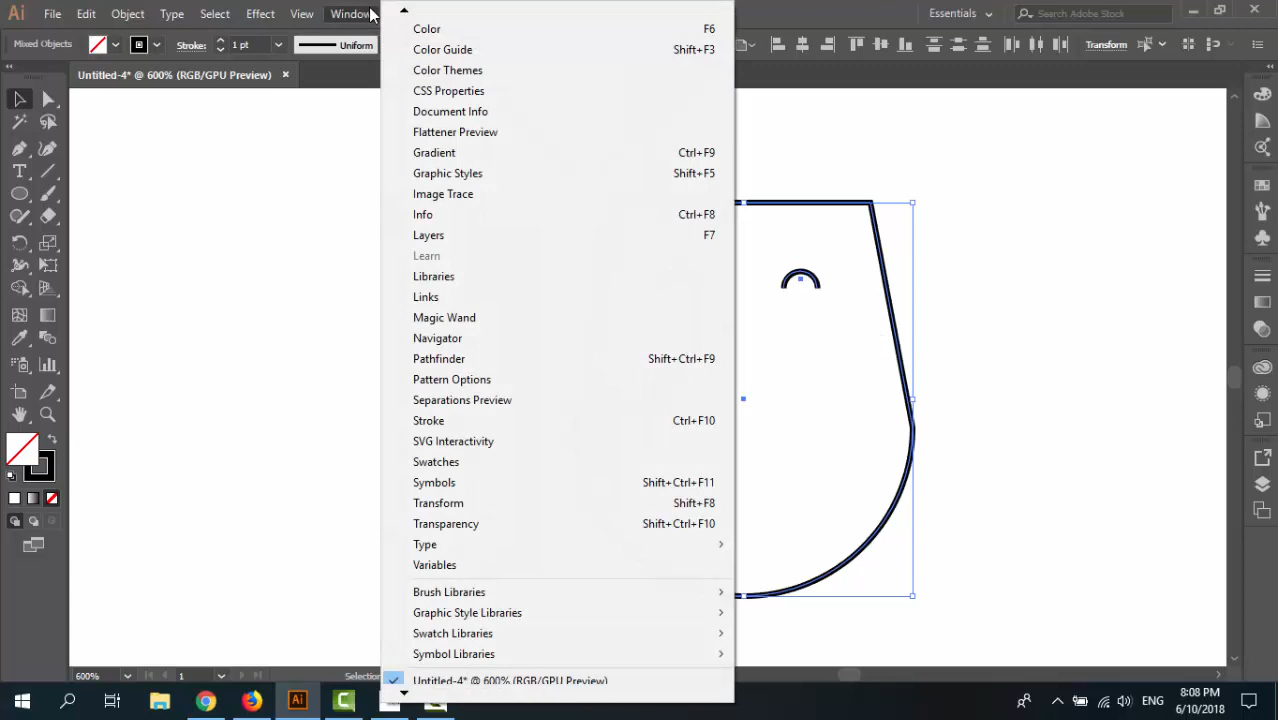 Ai File Edit Object Type Select Effect View Window Essentials Search Adobe Stock
Mixed Objects Stroke: 1 pt Uniform Transform
Untitled-4* @ 600% (RGB/GPU Preview)
Color F6
Color Guide Shift+F3
Color Themes
CSS Properties
Document Info
Flattener Preview
Gradient Ctrl+F9
Graphic Styles Shift+F5
Image Trace
Info Ctrl+F8
Layers F7
Learn
Libraries
Links
Magic Wand
Navigator
Pathfinder Shift+Ctrl+F9
Pattern Options
Separations Preview
Stroke Ctrl+F10
SVG Interactivity
Swatches
Symbols Shift+Ctrl+F11
Transform Shift+F8
Transparency Shift+Ctrl+F10
Type
Variables
Brush Libraries
Graphic Style Libraries
Swatch Libraries
Symbol Libraries
Untitled-4* @ 600% (RGB/GPU Preview)
600% 1 Selection
Ai ENG 8:08 PM
6/10/2018